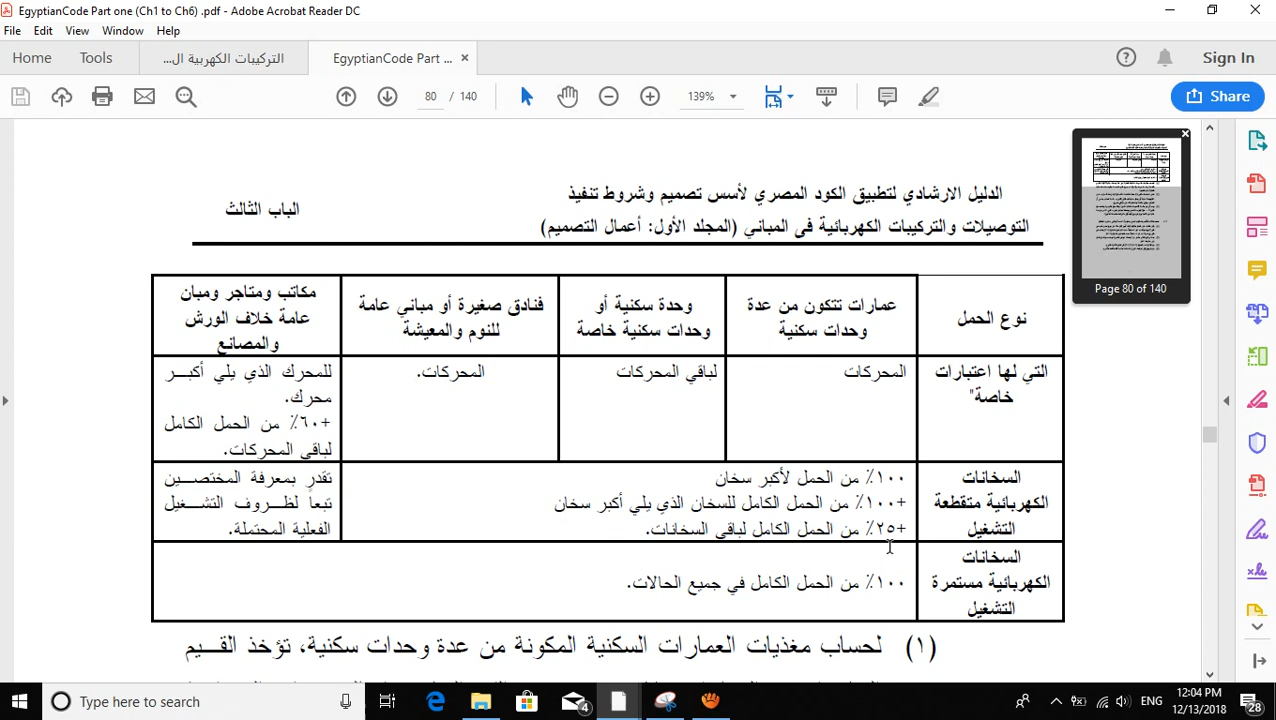 EgyptianCode Part one (Ch1 to Ch6) .pdf - Adobe Acrobat Reader DC
File Edit View Window Help
Home Tools التركيبات الكهربية ال... EgyptianCode Part ... × Sign In
80 / 140 139% Share
Page 80 of 140
الدليل الارشادي لتطبيق الكود المصري لأسس تصميم وشروط تنفيذ
التوصيلات والتركيبات الكهربائية فى المباني (المجلد الأول: أعمال التصميم)
الباب الثالث
نوع الحمل
عمارات تتكون من عدة
وحدات سكنية
وحدة سكنية أو
وحدات سكنية خاصة
فنادق صغيرة أو مباني عامة
للنوم والمعيشة
مكاتب ومتاجر ومبان
عامة خلاف الورش
والمصانع
التي لها اعتبارات
خاصة"
المحركات
لباقي المحركات
المحركات.
للمحرك الذي يلي أكبر
محرك.
+٦٠٪ من الحمل الكامل
لباقى المحركات.
السخانات
الكهربائية متقطعة
التشغيل
١٠٠٪ من الحمل لأكبر سخان
+١٠٠٪ من الحمل الكامل للسخان الذي يلي أكبر سخان
+٢٥٪ من الحمل الكامل لباقي السخانات.
تقدر بمعرفة المختصين
تبعاً لظروف التشغيل
الفعلية المحتملة.
السخانات
الكهربائية مستمرة
التشغيل
١٠٠٪ من الحمل الكامل في جميع الحالات.
(١) لحساب مغذيات العمارات السكنية المكونة من عدة وحدات سكنية، تؤخذ القيم
Type here to search
4
ENG
12:04 PM
12/13/2018
28